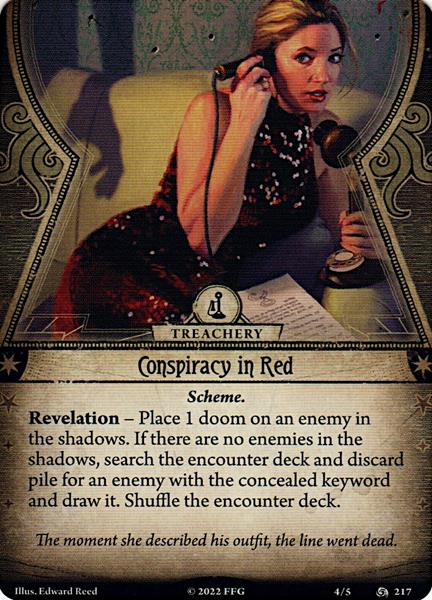 TREACHERY
Conspiracy in Red
Scheme.
Revelation – Place 1 doom on an enemy in
the shadows. If there are no enemies in the
shadows, search the encounter deck and discard
pile for an enemy with the concealed keyword
and draw it. Shuffle the encounter deck.
The moment she described his outfit, the line went dead.
Illus. Edward Reed © 2022 FFG 4/5 217